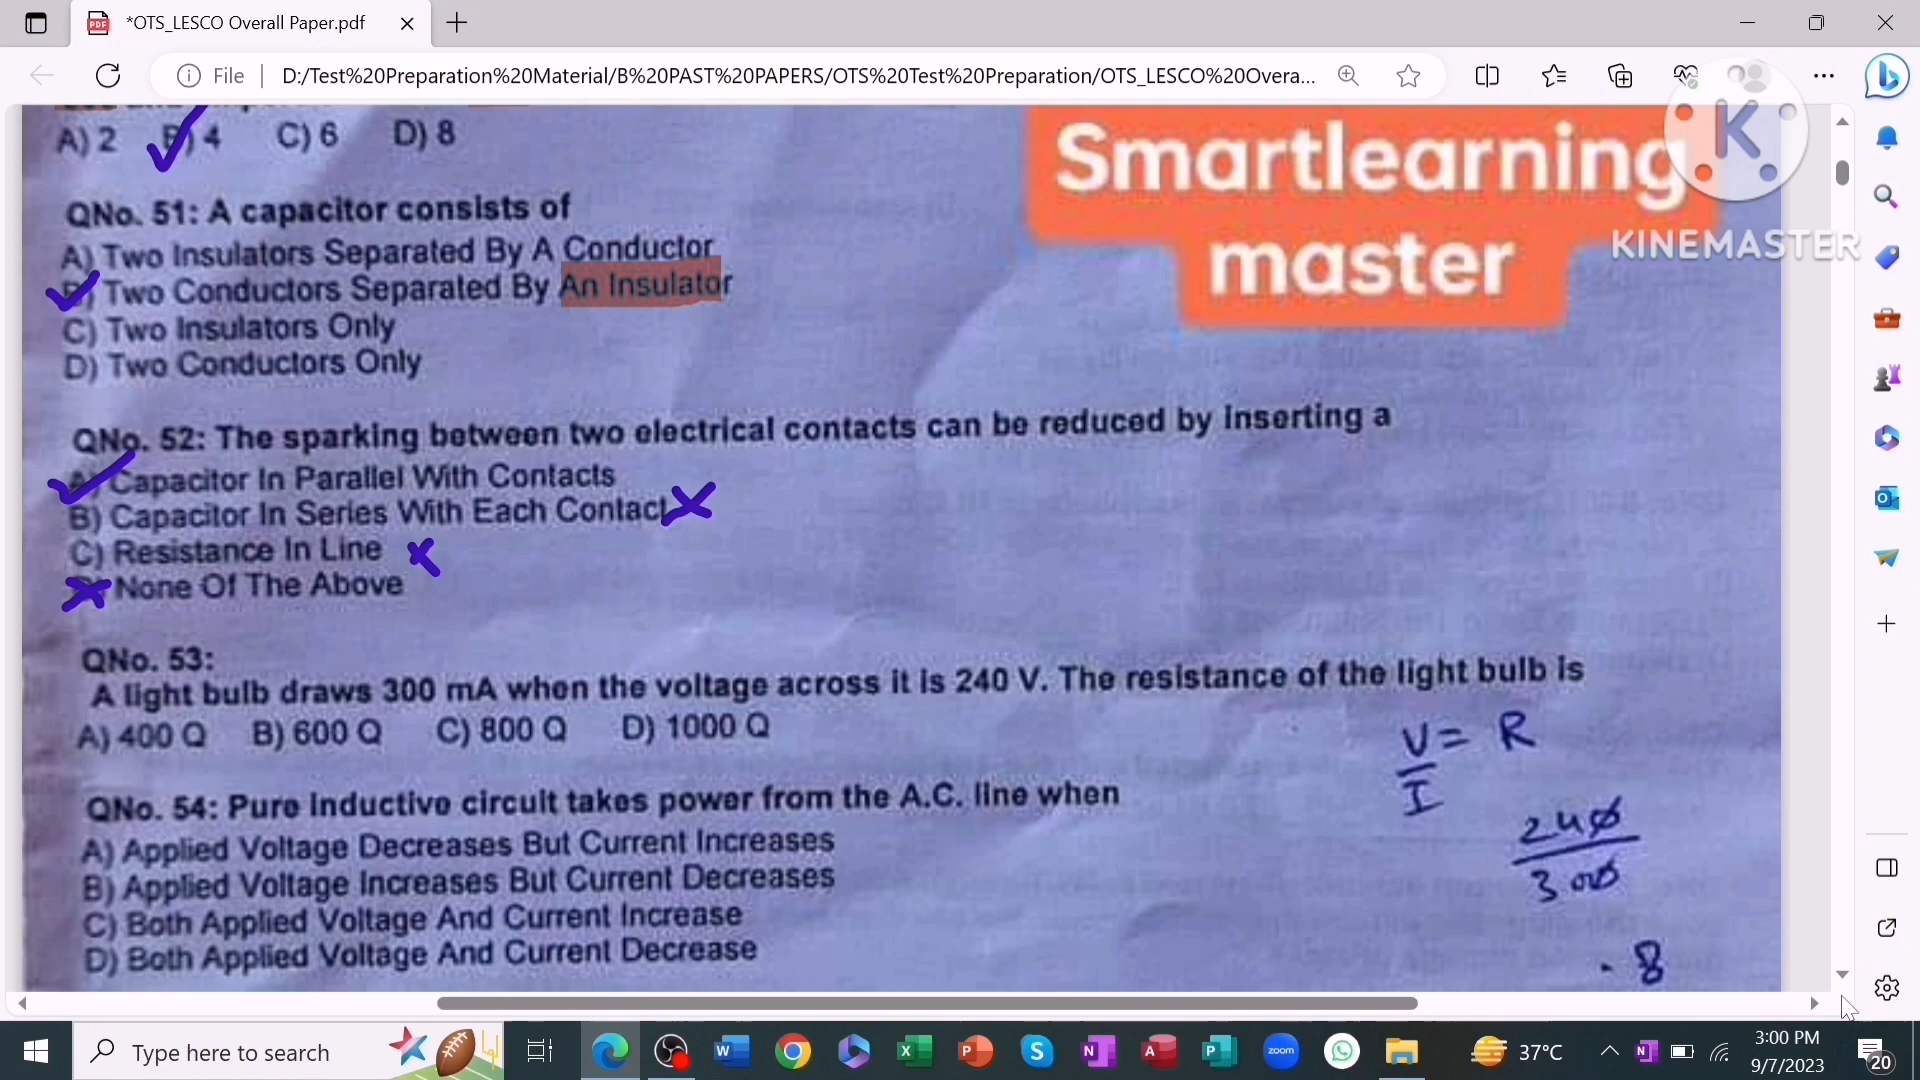 *OTS_LESCO Overall Paper.pdf
File
D:/Test%20Preparation%20Material/B%20PAST%20PAPERS/OTS%20Test%20Preparation/OTS_LESCO%20Overa...
A) 2 B) 4 C) 6 D) 8
Smartlearning
master
K
KINEMASTER
QNo. 51: A capacitor consists of
A) Two Insulators Separated By A Conductor
B) Two Conductors Separated By An Insulator
C) Two Insulators Only
D) Two Conductors Only
QNo. 52: The sparking between two electrical contacts can be reduced by inserting a
A) Capacitor In Parallel With Contacts
B) Capacitor In Series With Each Contact
C) Resistance In Line
None Of The Above
QNo. 53:
A light bulb draws 300 mA when the voltage across it is 240 V. The resistance of the light bulb is
A) 400 Q B) 600 Q C) 800 Q D) 1000 Q
V = R
I
240
300
.8
QNo. 54: Pure inductive circuit takes power from the A.C. line when
A) Applied Voltage Decreases But Current Increases
B) Applied Voltage Increases But Current Decreases
C) Both Applied Voltage And Current Increase
D) Both Applied Voltage And Current Decrease
Type here to search
zoom
37°C
3:00 PM
9/7/2023
20